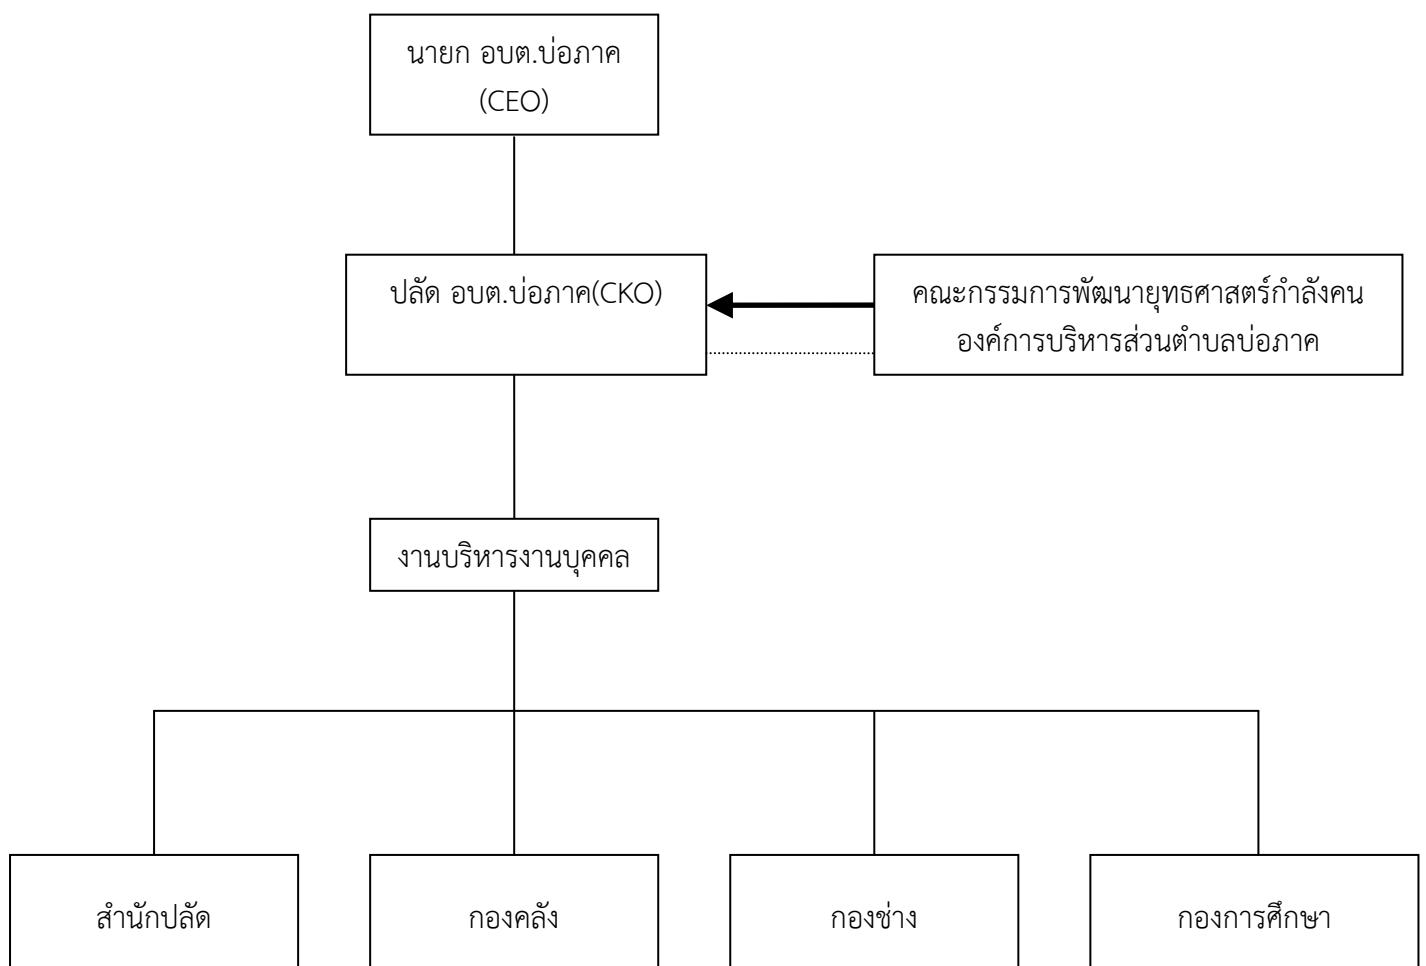 นายก อบต.บ่อภาค
(CEO)
ปลัด อบต.บ่อภาค(CKO)
คณะกรรมการพัฒนายุทธศาสตร์กำลังคน
องค์การบริหารส่วนตำบลบ่อภาค
งานบริหารงานบุคคล
สำนักปลัด
กองคลัง
กองช่าง
กองการศึกษา